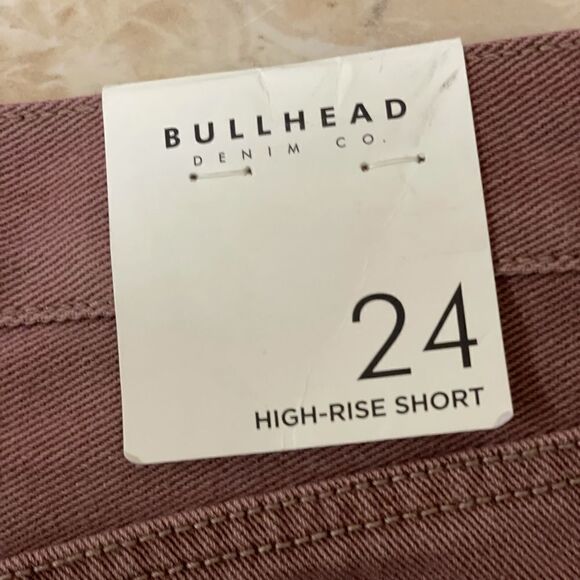 BULLHEAD
DENIM CO.
24
HIGH-RISE SHORT